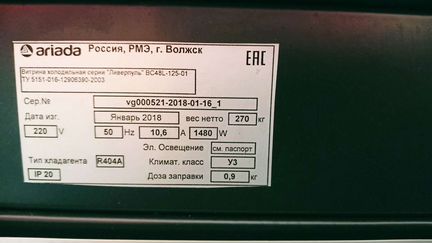 ariada Россия, РМЭ, г. Волжск
EAC
Витрина холодильная серии "Ливерпуль" ВС48L-125-01
ТУ 5151-016-12906390-2003
Сер.№ vg000521-2018-01-16_1
Дата изг. Январь 2018 вес нетто 270 кг
220 V 50 Hz 10,6 A 1480 W
Эл. Освещение см. паспорт
Тип хладагента R404A Климат. класс У3
IP 20 Доза заправки 0,9 кг